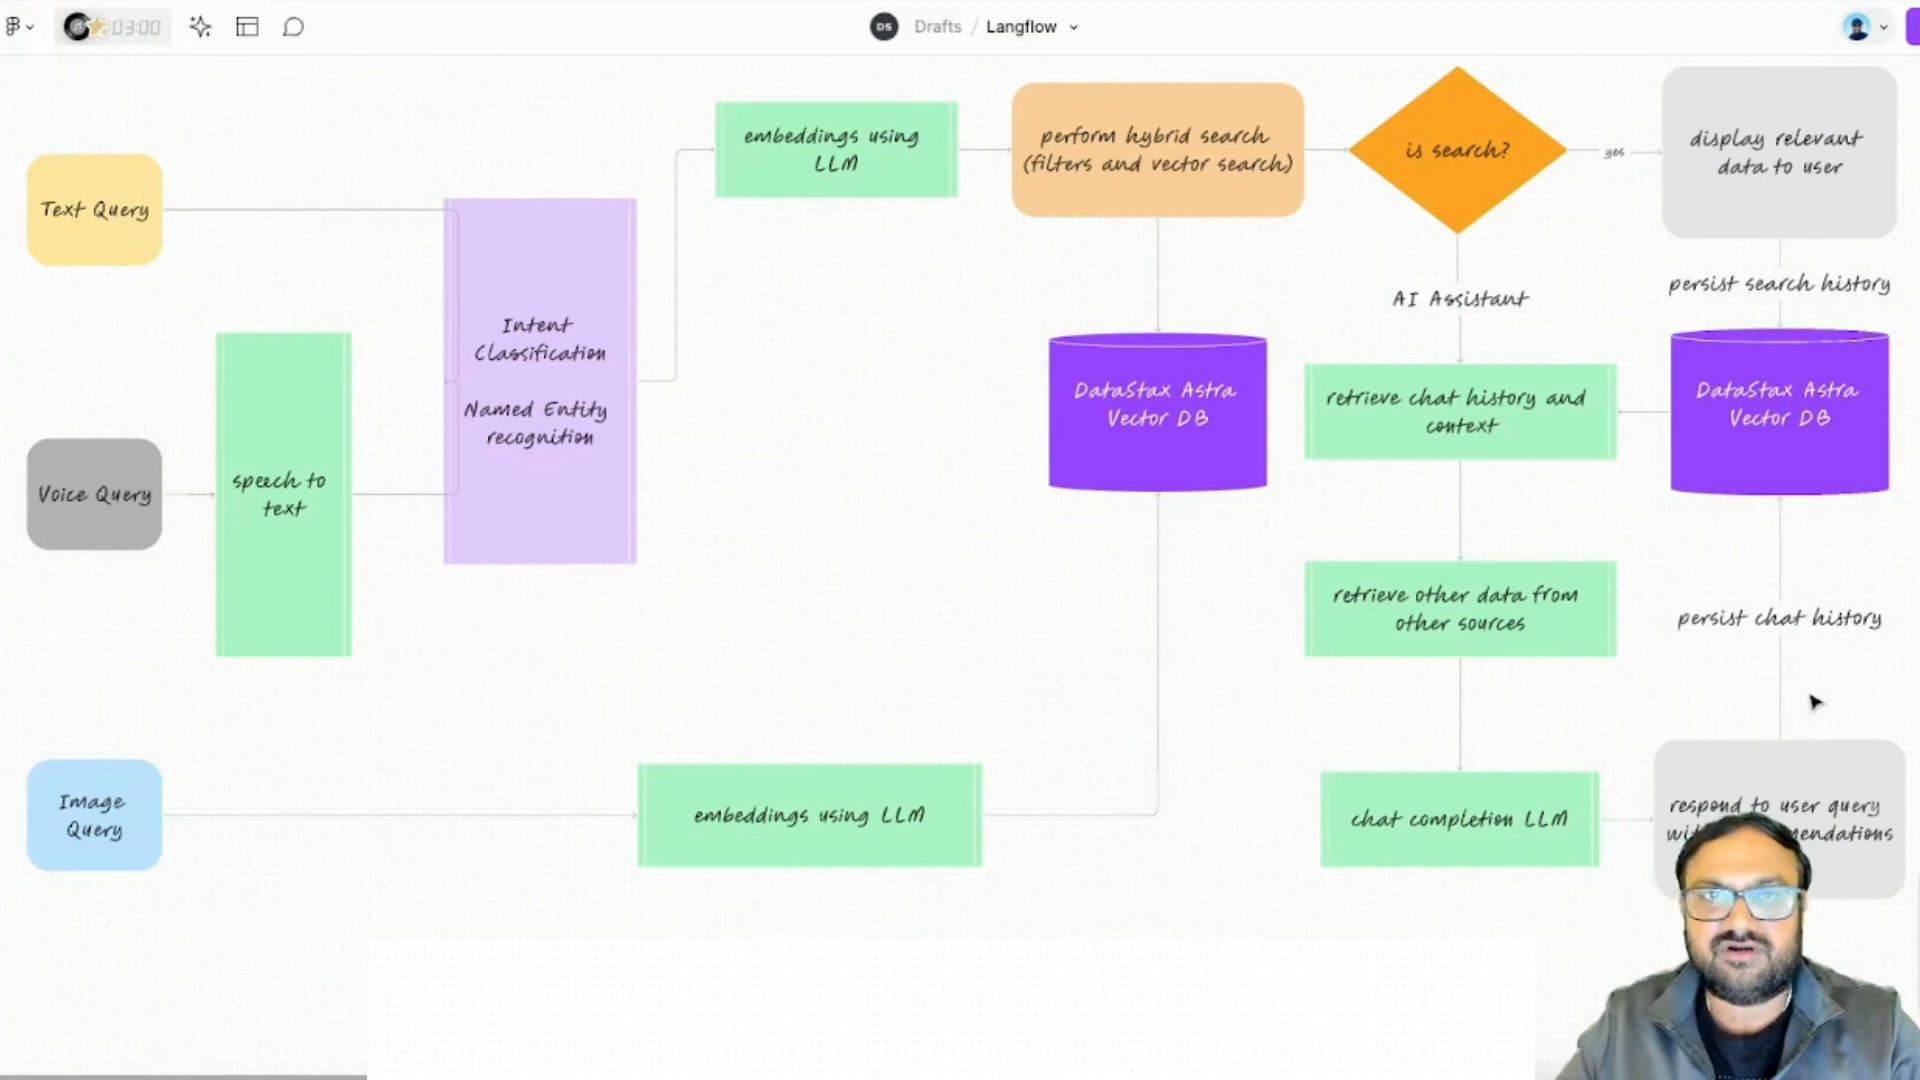 03:00
DS
Drafts / Langflow
Text Query
Voice Query
Image
Query
speech to
text
Intent
Classification
Named Entity
recognition
embeddings using
LLM
embeddings using LLM
perform hybrid search
(filters and vector search)
DataStax Astra
Vector DB
is search?
yes
display relevant
data to user
persist search history
AI Assistant
retrieve chat history and
context
DataStax Astra
Vector DB
retrieve other data from
other sources
persist chat history
chat completion LLM
respond to user query